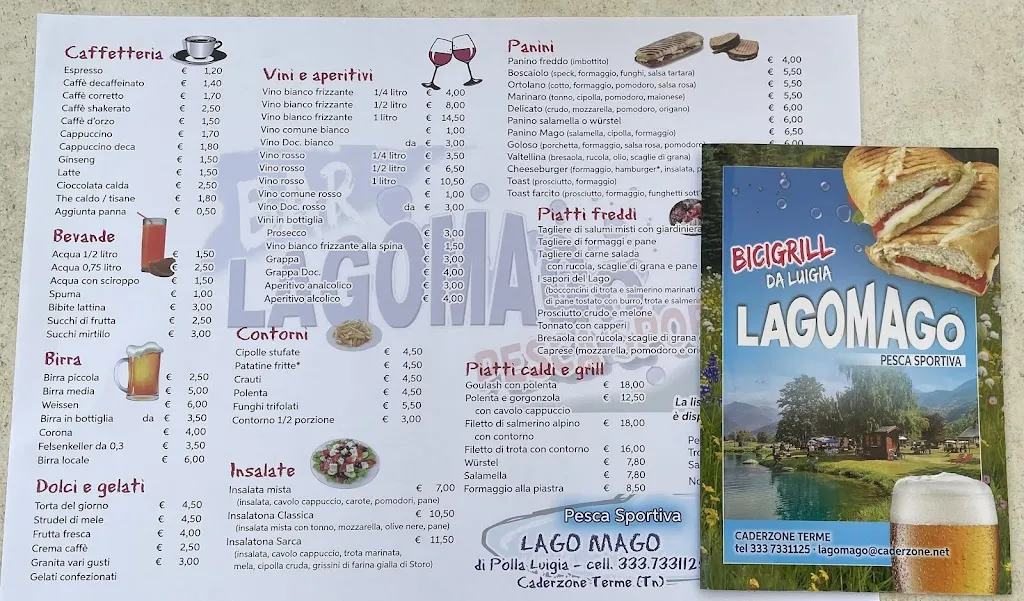 Caffetteria
Espresso € 1,20
Caffè decaffeinato € 1,40
Caffè corretto € 1,70
Caffè shakerato € 2,50
Caffè d'orzo € 1,50
Cappuccino € 1,70
Cappuccino deca € 1,80
Ginseng € 1,50
Latte € 1,50
Cioccolata calda € 2,50
The caldo / tisane € 1,80
Aggiunta panna € 0,50
Bevande
Acqua 1/2 litro € 1,50
Acqua 0,75 litro € 2,50
Acqua con sciroppo € 1,50
Spuma € 1,00
Bibite lattina € 3,00
Succhi di frutta € 2,50
Succhi mirtillo € 3,00
Birra
Birra piccola € 2,50
Birra media € 5,00
Weissen € 6,00
Birra in bottiglia da € 3,50
Corona € 4,00
Felsenkeller da 0,3 € 3,50
Birra locale € 6,00
Dolci e gelati
Torta del giorno € 4,50
Strudel di mele € 4,50
Frutta fresca € 4,00
Crema caffè € 2,50
Granita vari gusti € 3,00
Gelati confezionati
Vini e aperitivi
Vino bianco frizzante 1/4 litro € 4,00
Vino bianco frizzante 1/2 litro € 8,00
Vino bianco frizzante 1 litro € 14,50
Vino comune bianco € 1,00
Vino Doc. bianco da € 3,00
Vino rosso 1/4 litro € 3,50
Vino rosso 1/2 litro € 6,50
Vino rosso 1 litro € 10,50
Vino comune rosso € 1,00
Vino Doc. rosso da € 3,00
Vini in bottiglia
Prosecco € 3,00
Vino bianco frizzante alla spina € 1,50
Grappa € 3,00
Grappa Doc. € 4,00
Aperitivo analcolico € 3,00
Aperitivo alcolico € 4,00
BAR
LAGOMA
Contorni
Cipolle stufate € 4,50
Patatine fritte* € 4,50
Crauti € 4,50
Polenta € 4,50
Funghi trifolati € 5,50
Contorno 1/2 porzione € 3,00
Insalate
Insalata mista € 7,00
(insalata, cavolo cappuccio, carote, pomodori, pane)
Insalatona Classica € 10,50
(insalata mista con tonno, mozzarella, olive nere, pane)
Insalatona Sarca € 11,50
(insalata, cavolo cappuccio, trota marinata,
mela, cipolla cruda, grissini di farina gialla di Storo)
Panini
Panino freddo (imbottito) € 4,00
Boscaiolo (speck, formaggio, funghi, salsa tartara) € 5,50
Ortolano (cotto, formaggio, pomodoro, salsa rosa) € 5,50
Marinaro (tonno, cipolla, pomodoro, maionese) € 5,50
Delicato (crudo, mozzarella, pomodoro, origano) € 6,00
Panino salamella o würstel € 6,00
Panino Mago (salamella, cipolla, formaggio) € 6,50
Goloso (porchetta, formaggio, salsa rosa, pomodoro) € 6,00
Valtellina (bresaola, rucola, olio, scaglie di grana)
Cheeseburger (formaggio, hamburger*, insalata, p
Toast (prosciutto, formaggio)
Toast farcito (prosciutto, formaggio, funghetti sott'
Piatti freddi
Tagliere di salumi misti con giardiniera
Tagliere di formaggi e pane
Tagliere di carne salada
con rucola, scaglie di grana e pane
I sapori del Lago
(bocconcini di trota e salmerino marinati
di pane tostato con burro, trota e salmerin
Prosciutto crudo e melone
Tonnato con capperi
Bresaola con rucola, scaglie di grana
Caprese (mozzarella, pomodoro e ori
Piatti caldi e grill
Goulash con polenta € 18,00
Polenta e gorgonzola € 12,50
con cavolo cappuccio
Filetto di salmerino alpino € 18,00
con contorno
Filetto di trota con contorno € 16,00
Würstel € 7,80
Salamella € 7,80
Formaggio alla piastra € 8,50
La lis
è disp
Pe
Tro
Sa
No
Pesca Sportiva
LAGO MAGO
di Polla Luigia - cell. 333.733112
Caderzone Terme (Tn)
BICIGRILL
DA LUIGIA
LAGOMAGO
PESCA SPORTIVA
CADERZONE TERME
tel 333 7331125 · lagomago@caderzone.net